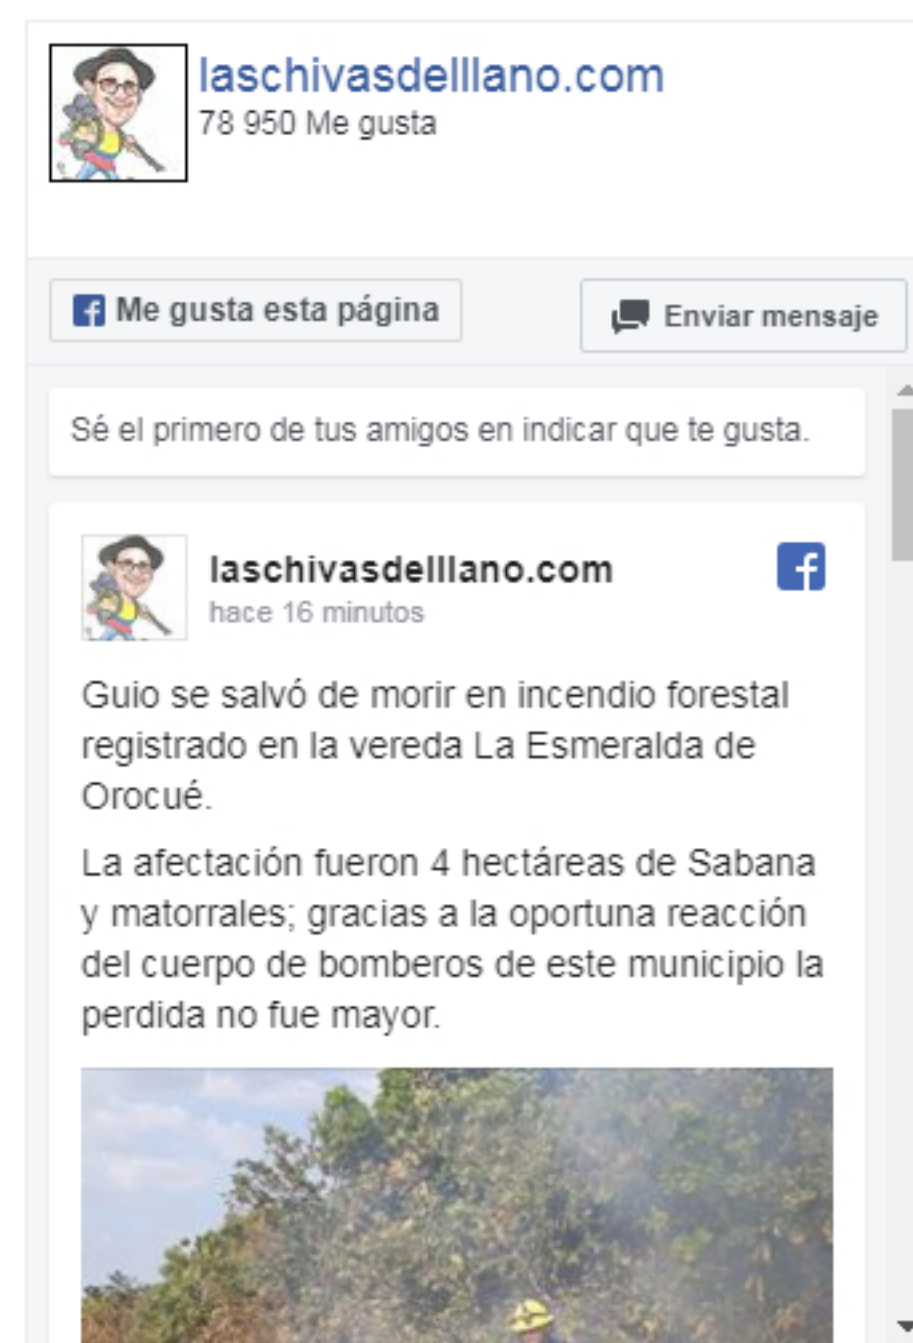 laschivasdelllano.com
78 950 Me gusta
Me gusta esta página
Enviar mensaje
Sé el primero de tus amigos en indicar que te gusta.
laschivasdelllano.com
hace 16 minutos
Guio se salvó de morir en incendio forestal
registrado en la vereda La Esmeralda de
Orocué.
La afectación fueron 4 hectáreas de Sabana
y matorrales; gracias a la oportuna reacción
del cuerpo de bomberos de este municipio la
perdida no fue mayor.